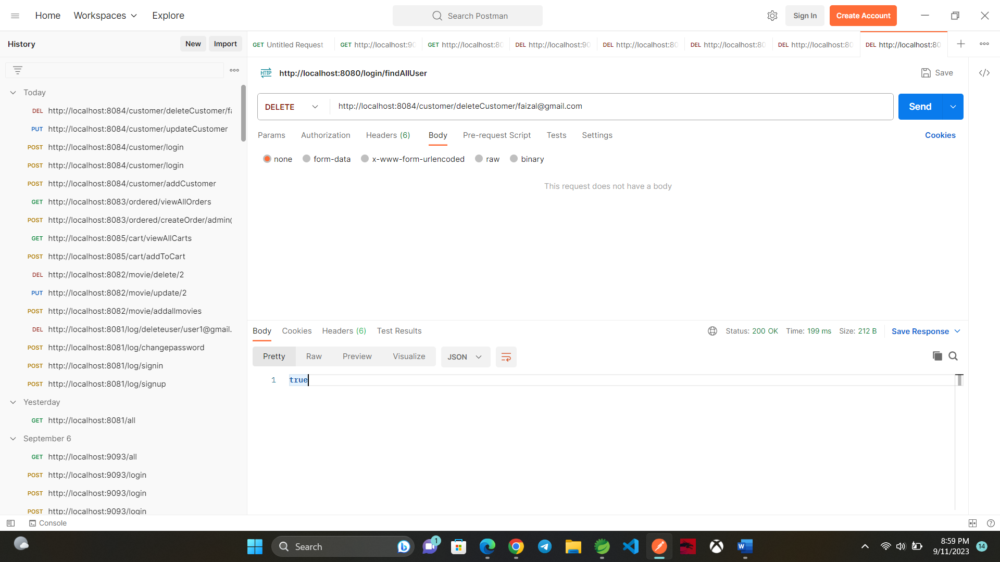 Home
Workspaces
Explore
Search Postman
Sign In
Create Account
History
New
Import
GET Untitled Request
GET http://localhost:90
GET http://localhost:80
DEL http://localhost:90
DEL http://localhost:80
DEL http://localhost:80
DEL http://localhost:80
DEL http://localhost:80
HTTP http://localhost:8080/login/findAllUser
Save
Today
DEL http://localhost:8084/customer/deleteCustomer/fa
PUT http://localhost:8084/customer/updateCustomer
POST http://localhost:8084/customer/login
POST http://localhost:8084/customer/login
POST http://localhost:8084/customer/addCustomer
GET http://localhost:8083/ordered/viewAllOrders
POST http://localhost:8083/ordered/createOrder/admin@
GET http://localhost:8085/cart/viewAllCarts
POST http://localhost:8085/cart/addToCart
DEL http://localhost:8082/movie/delete/2
PUT http://localhost:8082/movie/update/2
POST http://localhost:8082/movie/addallmovies
DEL http://localhost:8081/log/deleteuser/user1@gmail.
POST http://localhost:8081/log/changepassword
POST http://localhost:8081/log/signin
POST http://localhost:8081/log/signup
Yesterday
GET http://localhost:8081/all
September 6
GET http://localhost:9093/all
POST http://localhost:9093/login
POST http://localhost:9093/login
POST http://localhost:9093/login
DELETE
http://localhost:8084/customer/deleteCustomer/faizal@gmail.com
Send
Params
Authorization
Headers (6)
Body
Pre-request Script
Tests
Settings
Cookies
none
form-data
x-www-form-urlencoded
raw
binary
This request does not have a body
Body
Cookies
Headers (6)
Test Results
Status: 200 OK
Time: 199 ms
Size: 212 B
Save Response
Pretty
Raw
Preview
Visualize
JSON
1 true
Console
Search
1
W
8:59 PM
9/11/2023
14